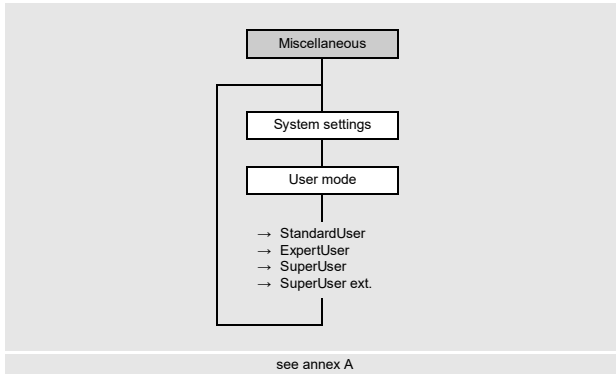 Miscellaneous
System settings
User mode
→ StandardUser
→ ExpertUser
→ SuperUser
→ SuperUser ext.
see annex A